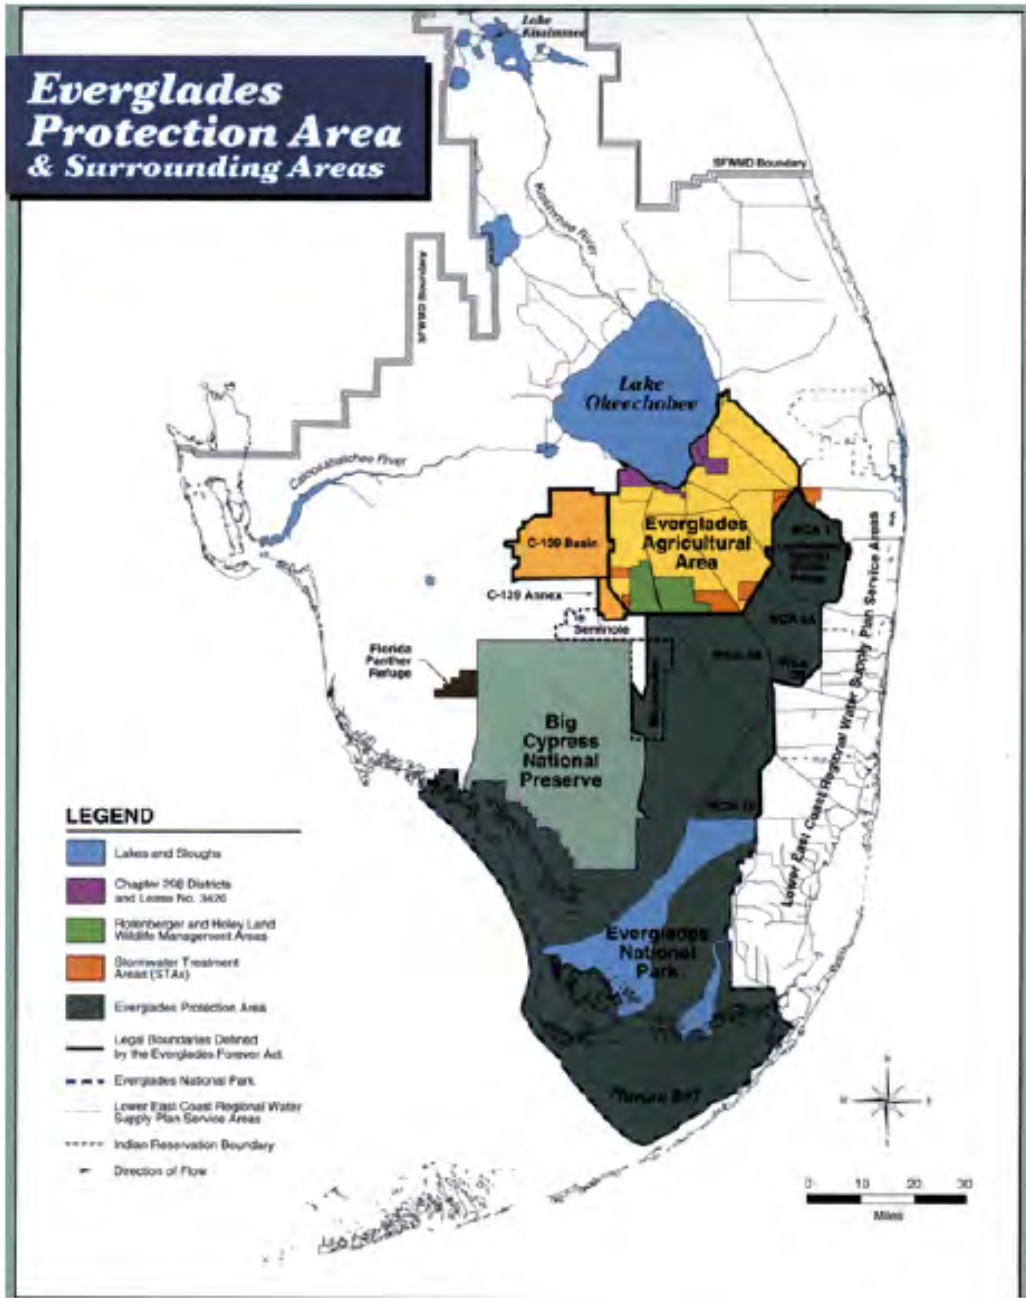 Everglades
Protection Area
& Surrounding Areas
Lake
Kissimmee
SFWMD Boundary
Kissimmee River
SFWMD Boundary
Lake
Okeechobee
Caloosahatchee River
Everglades
Agricultural
Area
C-139 Basin
C-139 Annex
WCA 1
Seminole
WCA 2A
WCA 3A
Florida
Panther
Refuge
Big
Cypress
National
Preserve
Lower East Coast Regional Water Supply Plan Service Areas
Everglades
National
Park
LEGEND
Lakes and Sloughs
Chapter 298 Districts
and Lease No. 3420
Rotenberger and Holey Land
Wildlife Management Areas
Stormwater Treatment
Areas (STAs)
Everglades Protection Area
Legal Boundaries Defined
by the Everglades Forever Act
Everglades National Park
Lower East Coast Regional Water
Supply Plan Service Areas
Indian Reservation Boundary
Direction of Flow
0 10 20 30
Miles